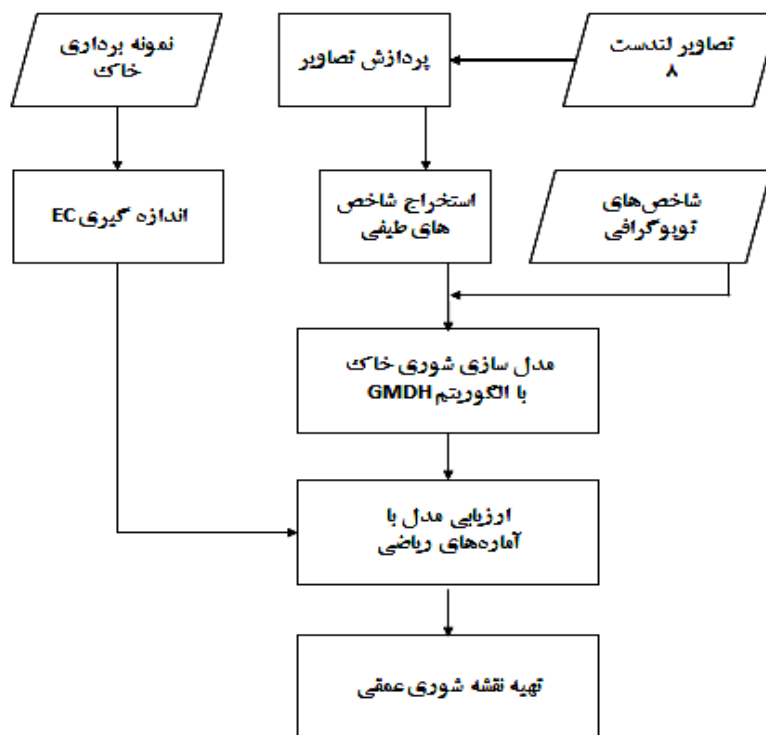 تصاویر لندست
۸
پردازش تصاویر
نمونه برداری
خاک
شاخص‌های
توپوگرافی
استخراج شاخص
های طیفی
اندازه گیری EC
مدل سازی شوری خاک
با الگوریتم GMDH
ارزیابی مدل با
آماره‌های ریاضی
تهیه نقشه شوری عمقی